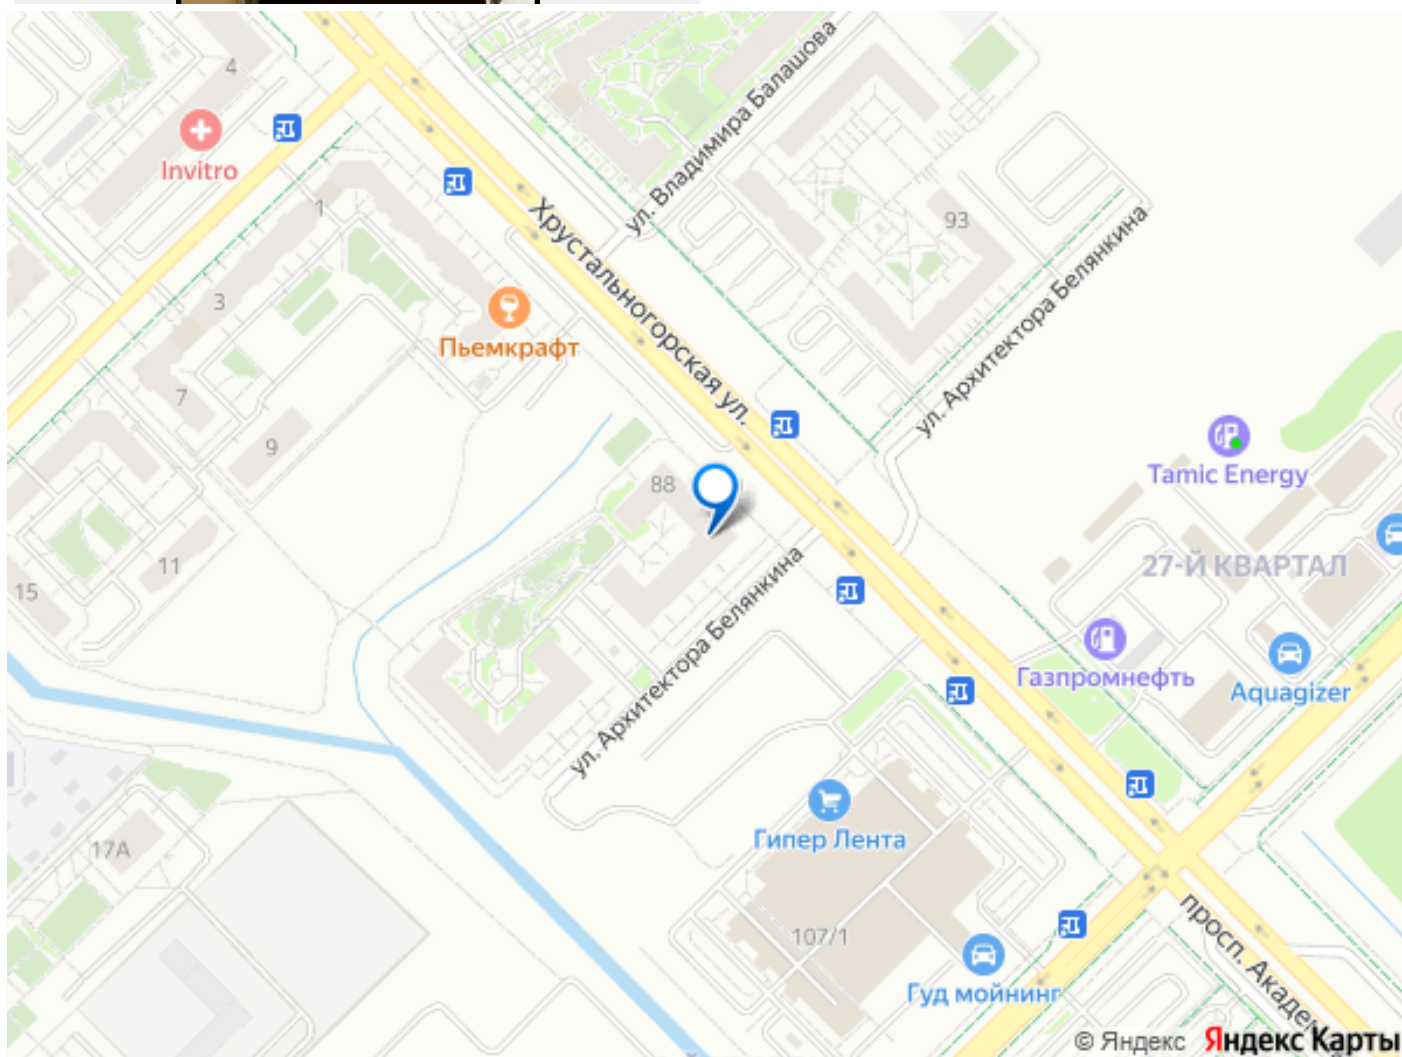 4
Invitro
1
3
7
9
11
15
17А
Пьемкрафт
ул. Владимира Балашова
Хрустальногорская ул.
93
ул. Архитектора Белянкина
88
ул. Архитектора Белянкина
Tamic Energy
27-Й КВАРТАЛ
Газпромнефть
Aquagizer
Гипер Лента
107/1
Гуд мойнинг
просп. Академ
© Яндекс Яндекс Карты